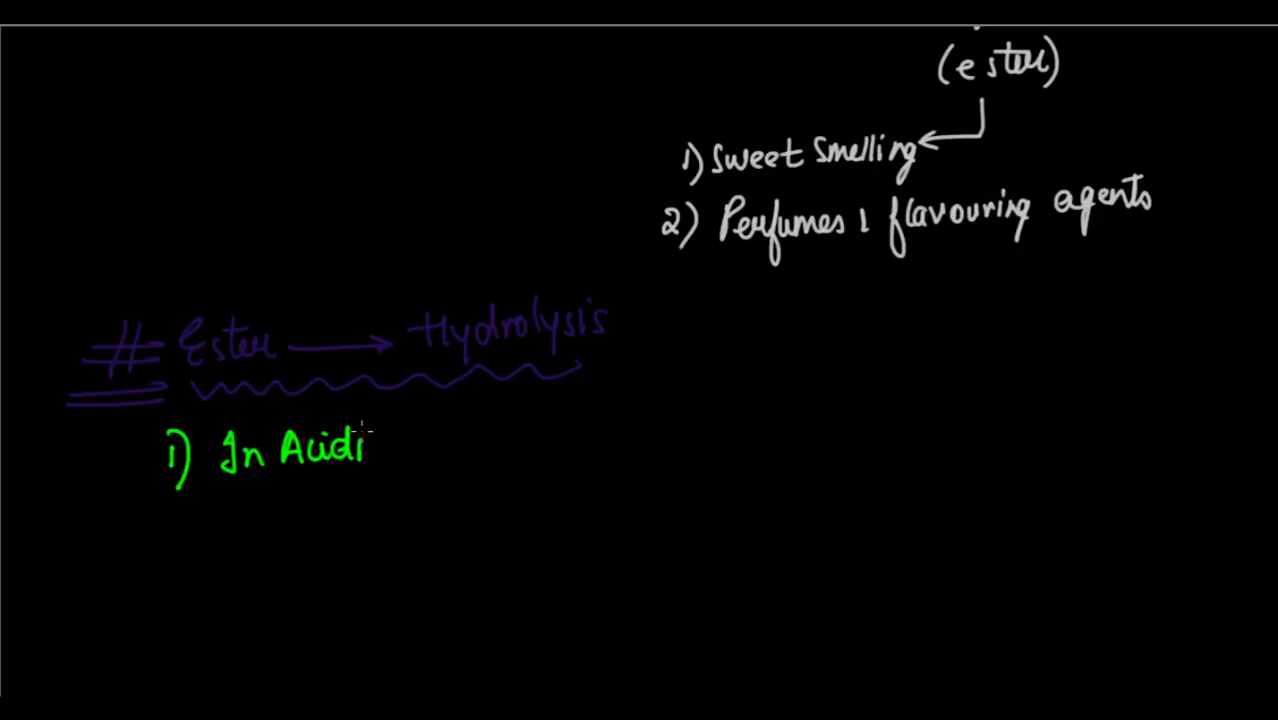 (ester)
1) Sweet Smelling
2) Perfumes & flavouring agents
# Ester → Hydrolysis
1) In Acidi